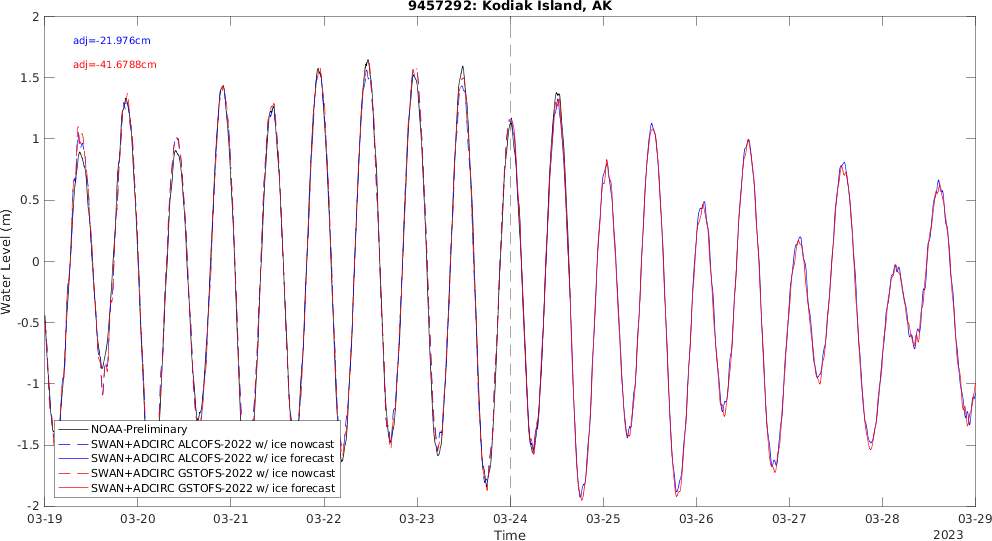 9457292: Kodiak Island, AK
adj=-21.976cm
adj=-41.6788cm
Water Level (m)
2
1.5
1
0.5
0
-0.5
-1
-1.5
-2
NOAA-Preliminary
SWAN+ADCIRC ALCOFS-2022 w/ ice nowcast
SWAN+ADCIRC ALCOFS-2022 w/ ice forecast
SWAN+ADCIRC GSTOFS-2022 w/ ice nowcast
SWAN+ADCIRC GSTOFS-2022 w/ ice forecast
03-19 03-20 03-21 03-22 03-23 03-24 03-25 03-26 03-27 03-28 03-29
Time
2023